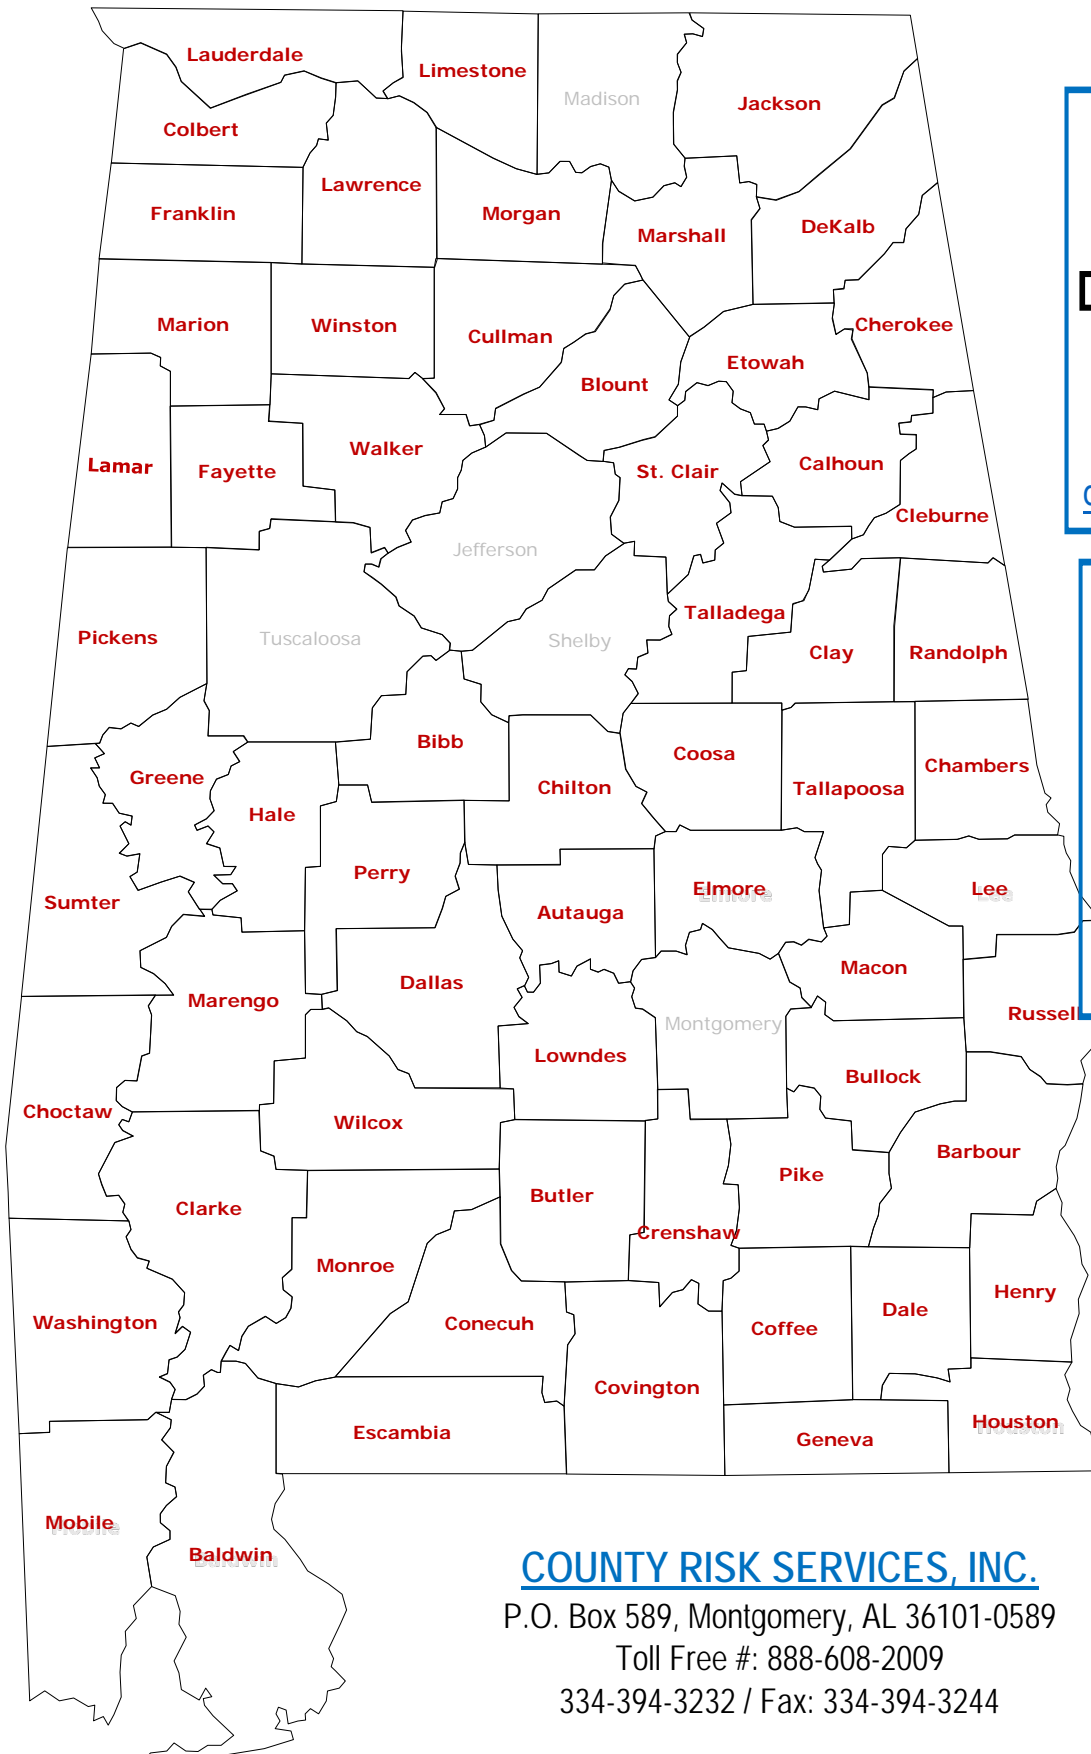 Lauderdale
Limestone
Madison
Jackson
Colbert
Lawrence
Franklin
Morgan
Marshall
DeKalb
Marion
Winston
Cullman
Cherokee
Etowah
Blount
Lamar
Fayette
Walker
St. Clair
Calhoun
Cleburne
Jefferson
Pickens
Tuscaloosa
Shelby
Talladega
Clay
Randolph
Bibb
Greene
Coosa
Chambers
Hale
Chilton
Tallapoosa
Perry
Sumter
Autauga
Elmore
Lee
Marengo
Dallas
Macon
Montgomery
Russell
Lowndes
Bullock
Choctaw
Wilcox
Barbour
Clarke
Butler
Pike
Crenshaw
Monroe
Washington
Conecuh
Coffee
Dale
Henry
Covington
Escambia
Geneva
Houston
Mobile
Baldwin
COUNTY RISK SERVICES, INC.
P.O. Box 589, Montgomery, AL 36101-0589
Toll Free #: 888-608-2009
334-394-3232 / Fax: 334-394-3244